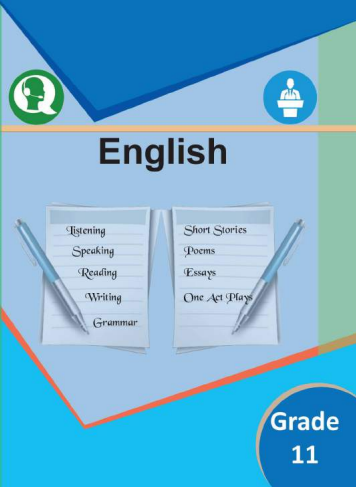 English
Listening
Speaking
Reading
Writing
Grammar
Short Stories
Poems
Essays
One Act Plays
Grade
11